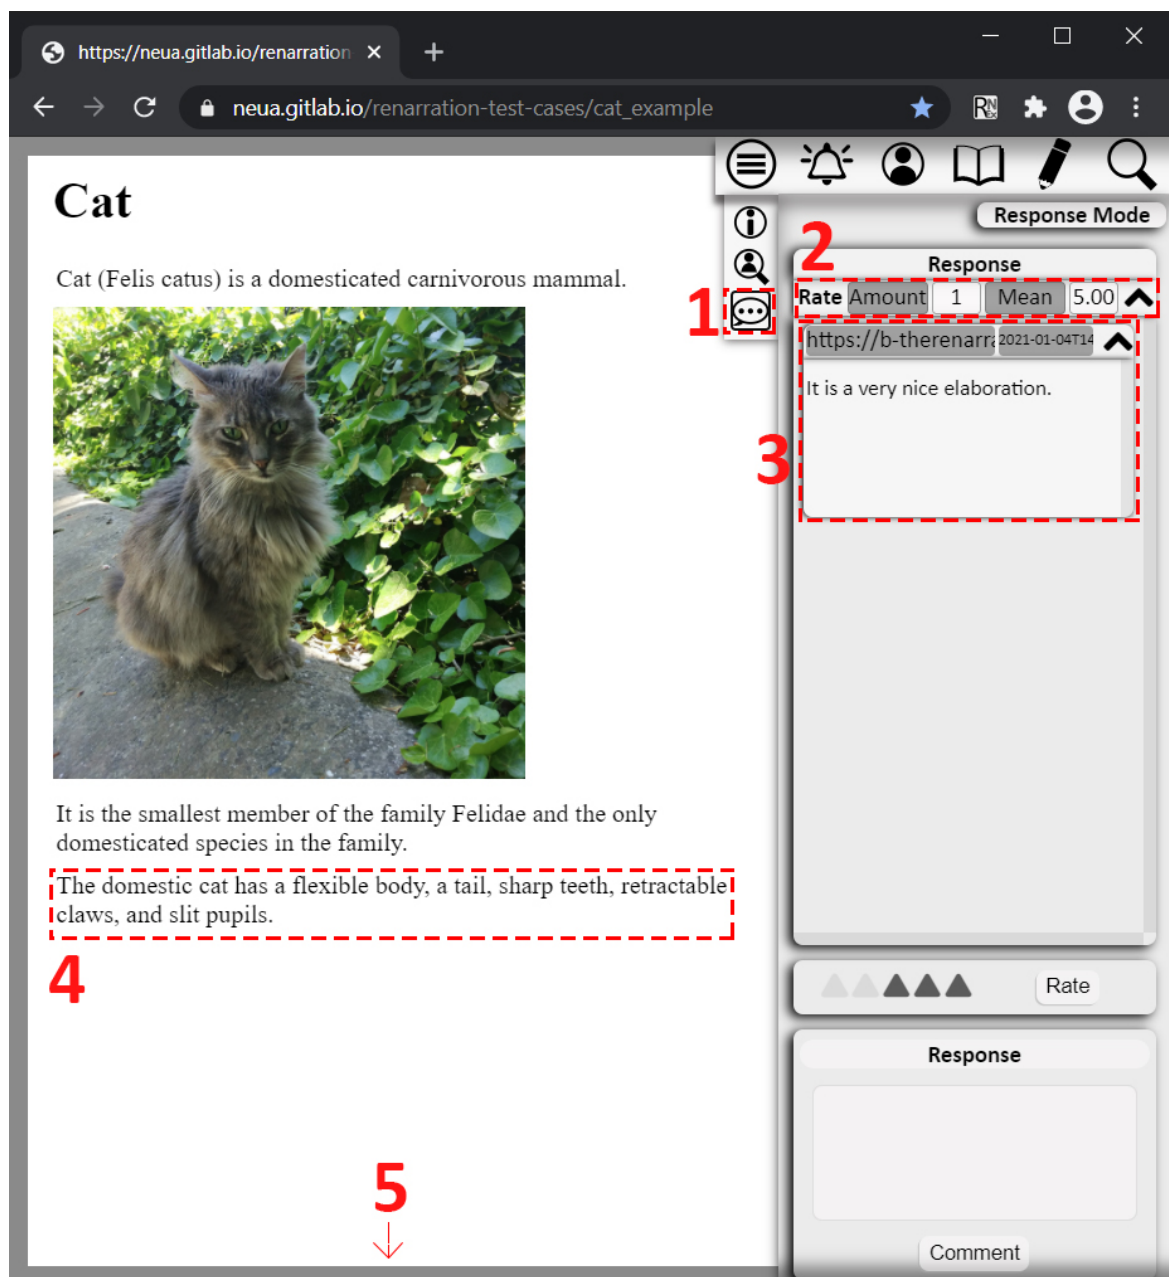 https://neua.gitlab.io/renarration
neua.gitlab.io/renarration-test-cases/cat_example
Cat
Cat (Felis catus) is a domesticated carnivorous mammal.
It is the smallest member of the family Felidae and the only
domesticated species in the family.
The domestic cat has a flexible body, a tail, sharp teeth, retractable
claws, and slit pupils.
4
5
1
Response Mode
2
Response
Rate Amount 1 Mean 5.00
https://b-therenarra 2021-01-04T14
It is a very nice elaboration.
3
Rate
Response
Comment